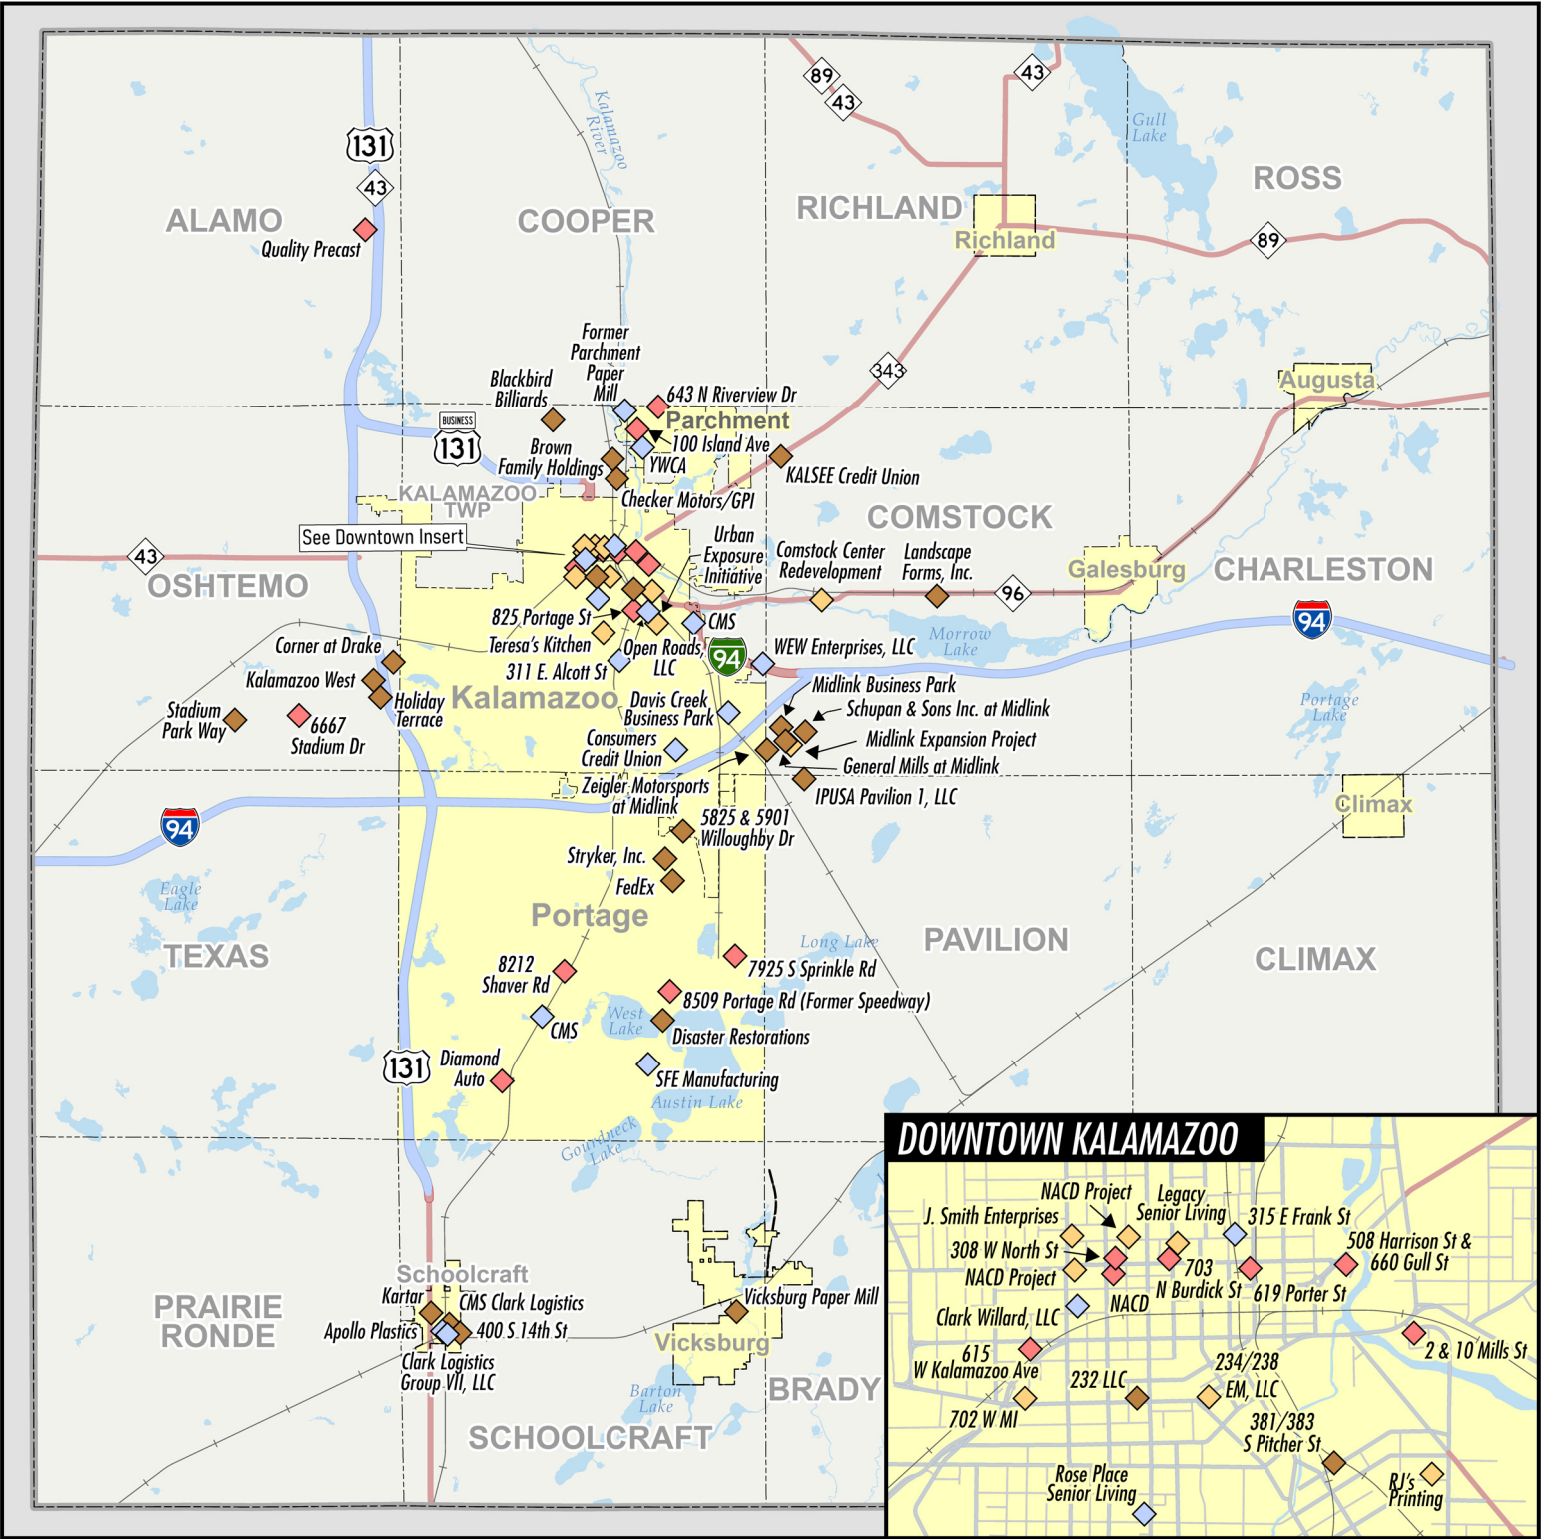 89
43
43
131
43
Kalamazoo
River
Gull
Lake
ROSS
ALAMO
COOPER
RICHLAND
Richland
89
Quality Precast
Former
Parchment
Paper
Mill
343
Blackbird
Billiards
643 N Riverview Dr
Parchment
Augusta
BUSINESS
131
100 Island Ave
Brown
Family Holdings
YWCA
KALSEE Credit Union
KALAMAZOO
TWP
Checker Motors/GPI
COMSTOCK
See Downtown Insert
Urban
Exposure
Initiative
Comstock Center
Redevelopment
Landscape
Forms, Inc.
43
OSHTEMO
Galesburg
CHARLESTON
96
94
825 Portage St
CMS
Morrow
Lake
Teresa's Kitchen
Open Roads,
LLC
94
WEW Enterprises, LLC
Corner at Drake
311 E. Alcott St
Kalamazoo West
Kalamazoo
Holiday
Terrace
Midlink Business Park
Davis Creek
Business Park
Schupan & Sons Inc. at Midlink
Portage
Lake
Stadium
Park Way
6667
Stadium Dr
Consumers
Credit Union
Midlink Expansion Project
General Mills at Midlink
Zeigler Motorsports
at Midlink
IPUSA Pavilion 1, LLC
Climax
94
5825 & 5901
Willoughby Dr
Stryker, Inc.
FedEx
Eagle
Lake
Portage
TEXAS
Long Lake
PAVILION
CLIMAX
8212
Shaver Rd
7925 S Sprinkle Rd
8509 Portage Rd (Former Speedway)
West
Lake
CMS
Disaster Restorations
131
Diamond
Auto
SFE Manufacturing
Austin Lake
Gourdneck
Lake
Schoolcraft
Kartar
CMS Clark Logistics
Vicksburg Paper Mill
PRAIRIE
RONDE
Apollo Plastics
400 S 14th St
Vicksburg
Clark Logistics
Group VII, LLC
Barton
Lake
BRADY
SCHOOLCRAFT
DOWNTOWN KALAMAZOO
NACD Project
Legacy
Senior Living
J. Smith Enterprises
315 E Frank St
308 W North St
508 Harrison St &
660 Gull St
NACD Project
703
N Burdick St
619 Porter St
NACD
Clark Willard, LLC
615
W Kalamazoo Ave
2 & 10 Mills St
232 LLC
234/238
EM, LLC
702 W MI
381/383
S Pitcher St
Rose Place
Senior Living
RJ's
Printing